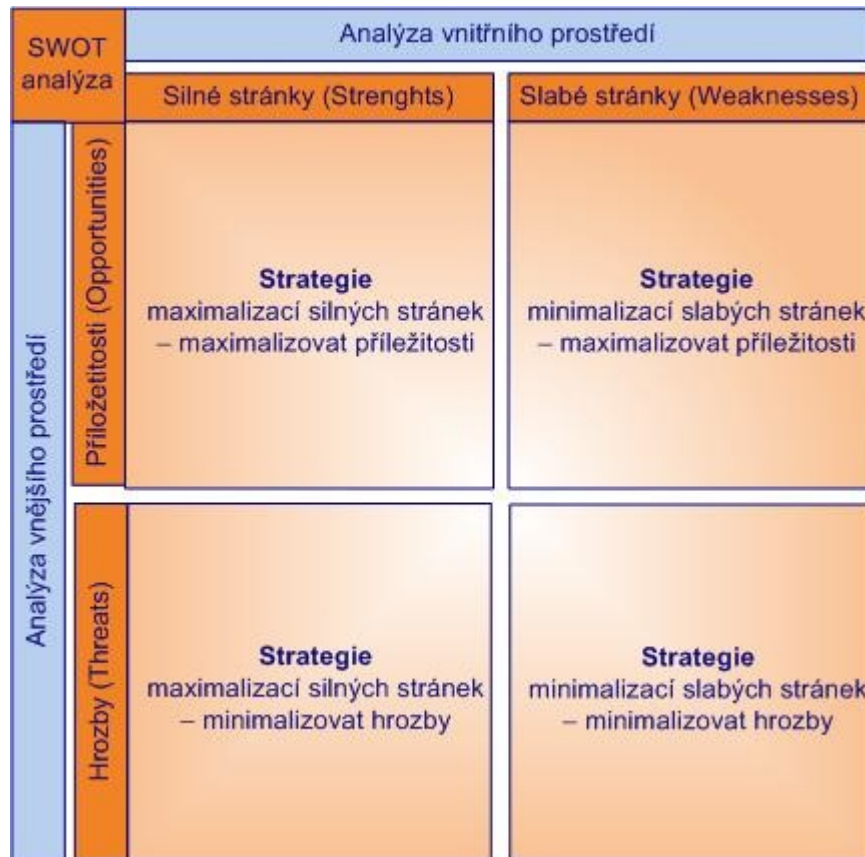 SWOT
analýza
Analýza vnitřního prostředí
Silné stránky (Strenghts)
Slabé stránky (Weaknesses)
Analýza vnějšího prostředí
Příložetitosti (Opportunities)
Strategie
maximalizací silných stránek
– maximalizovat příležitosti
Strategie
minimalizací slabých stránek
– maximalizovat příležitosti
Hrozby (Threats)
Strategie
maximalizací silných stránek
– minimalizovat hrozby
Strategie
minimalizací slabých stránek
– minimalizovat hrozby